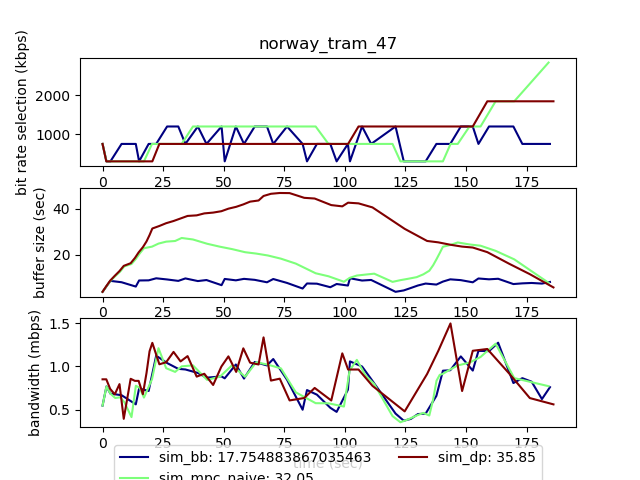 norway_tram_47
bit rate selection (kbps)
2000
1000
0 25 50 75 100 125 150 175
buffer size (sec)
40
20
0 25 50 75 100 125 150 175
bandwidth (mbps)
1.5
1.0
0.5
0 25 50 75 100 125 150 175
time (sec)
sim_bb: 17.754883867035463 sim_dp: 35.85
sim_mpc_naive: 32.05